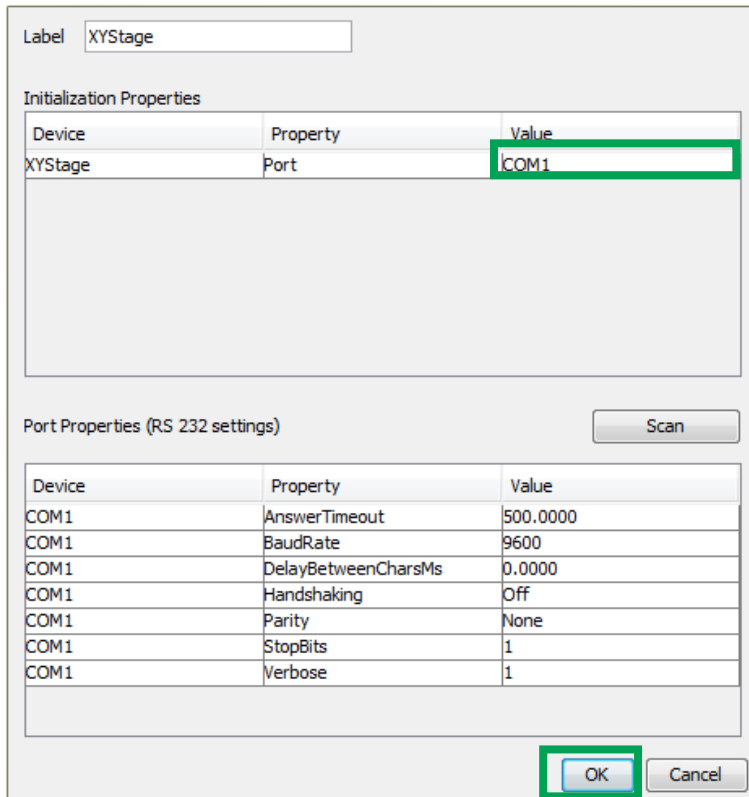 Label XYStage
Initialization Properties
Device Property Value
XYStage Port COM1
Port Properties (RS 232 settings) Scan
Device Property Value
COM1 AnswerTimeout 500.0000
COM1 BaudRate 9600
COM1 DelayBetweenCharsMs 0.0000
COM1 Handshaking Off
COM1 Parity None
COM1 StopBits 1
COM1 Verbose 1
OK Cancel